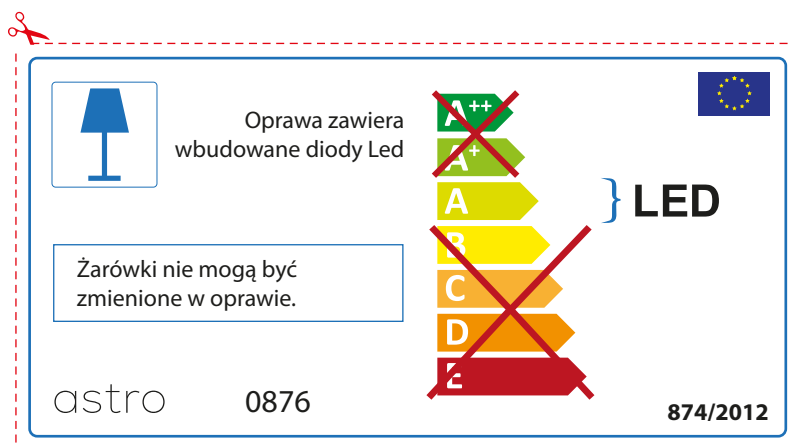 Oprawa zawiera
wbudowane diody Led
Żarówki nie mogą być
zmienione w oprawie.
A++
A+
A
B
C
D
E
LED
astro
0876
874/2012